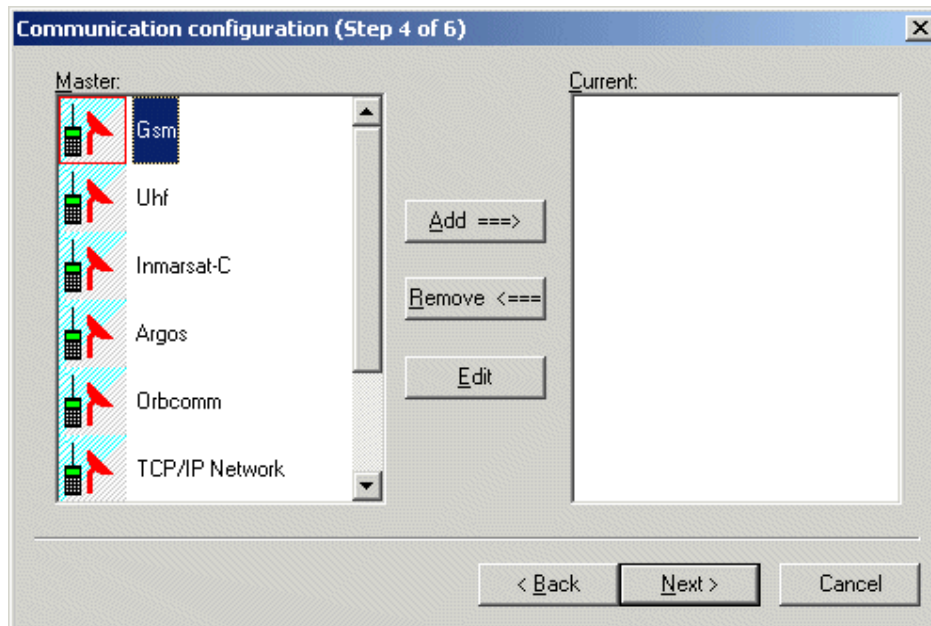 Communication configuration (Step 4 of 6)
Master:
Current:
Gsm
Uhf
Inmarsat-C
Argos
Orbcomm
TCP/IP Network
Add ===>
Remove <===
Edit
< Back
Next >
Cancel